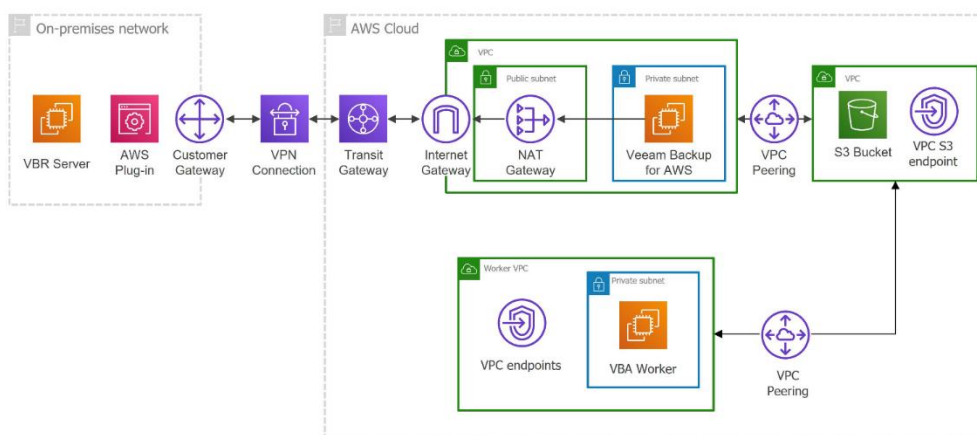 On-premises network
AWS Cloud
VPC
Public subnet
Private subnet
VPC
VBR Server
AWS
Plug-in
Customer
Gateway
VPN
Connection
Transit
Gateway
Internet
Gateway
NAT
Gateway
Veeam Backup
for AWS
VPC
Peering
S3 Bucket
VPC S3
endpoint
Worker VPC
Private subnet
VPC endpoints
VBA Worker
VPC
Peering